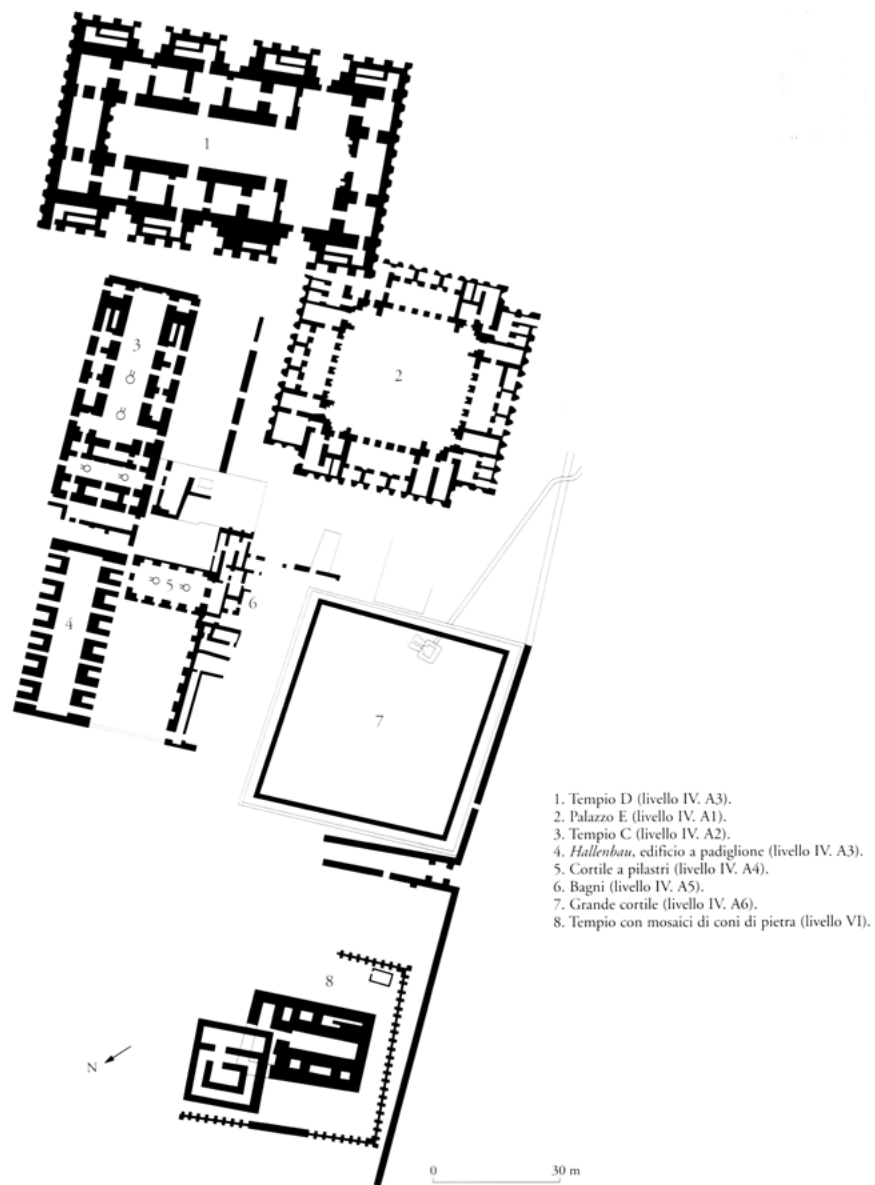 1
2
3
4
5
6
7
8
1. Tempio D (livello IV. A3).
2. Palazzo E (livello IV. A1).
3. Tempio C (livello IV. A2).
4. Hallenbau, edificio a padiglione (livello IV. A3).
5. Cortile a pilastri (livello IV. A4).
6. Bagni (livello IV. A5).
7. Grande cortile (livello IV. A6).
8. Tempio con mosaici di coni di pietra (livello VI).
N
0 30 m